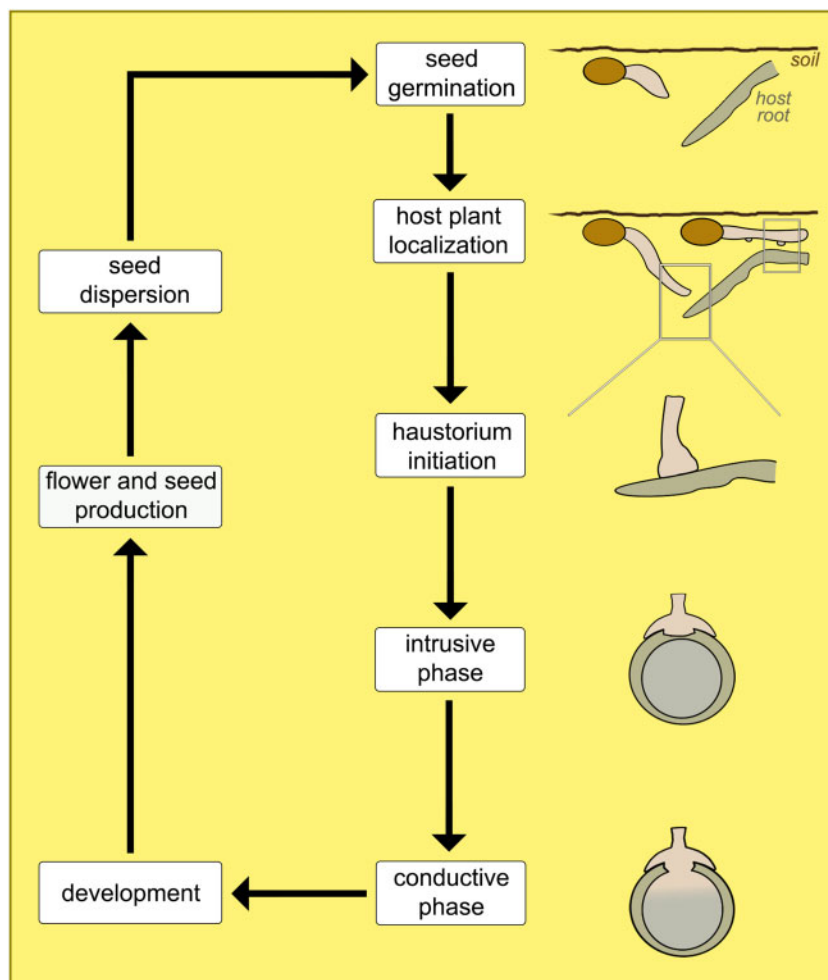 seed
germination
soil
host
root
host plant
localization
seed
dispersion
haustorium
initiation
flower and seed
production
intrusive
phase
development
conductive
phase